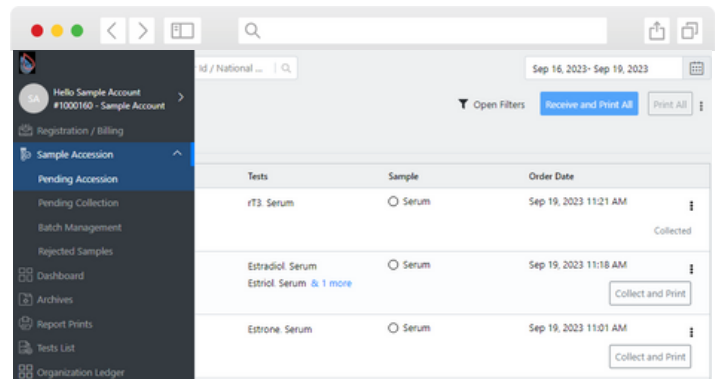 r Id / National ...
Sep 16, 2023- Sep 19, 2023
SA
Hello Sample Account
#1000160 - Sample Account
Open Filters
Receive and Print All
Print All
Registration / Billing
Sample Accession
Pending Accession
Pending Collection
Batch Management
Rejected Samples
Dashboard
Archives
Report Prints
Tests List
Organization Ledger
Tests
Sample
Order Date
rT3. Serum
Serum
Sep 19, 2023 11:21 AM
Collected
Estradiol. Serum
Serum
Sep 19, 2023 11:18 AM
Estriol. Serum & 1 more
Collect and Print
Estrone. Serum
Serum
Sep 19, 2023 11:01 AM
Collect and Print